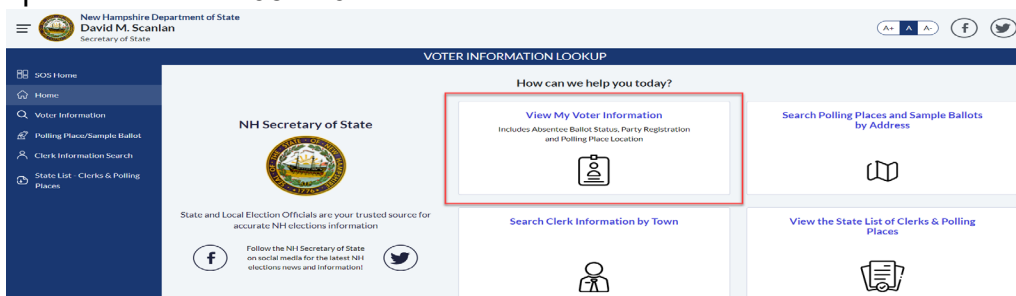 New Hampshire Department of State
David M. Scanlan
Secretary of State
A+ A A-
VOTER INFORMATION LOOKUP
SOS Home
Home
Voter Information
Polling Place/Sample Ballot
Clerk Information Search
State List - Clerks & Polling
Places
NH Secretary of State
State and Local Election Officials are your trusted source for
accurate NH elections information
Follow the NH Secretary of State
on social media for the latest NH
elections news and information!
How can we help you today?
View My Voter Information
Includes Absentee Ballot Status, Party Registration
and Polling Place Location
Search Polling Places and Sample Ballots
by Address
Search Clerk Information by Town
View the State List of Clerks & Polling
Places